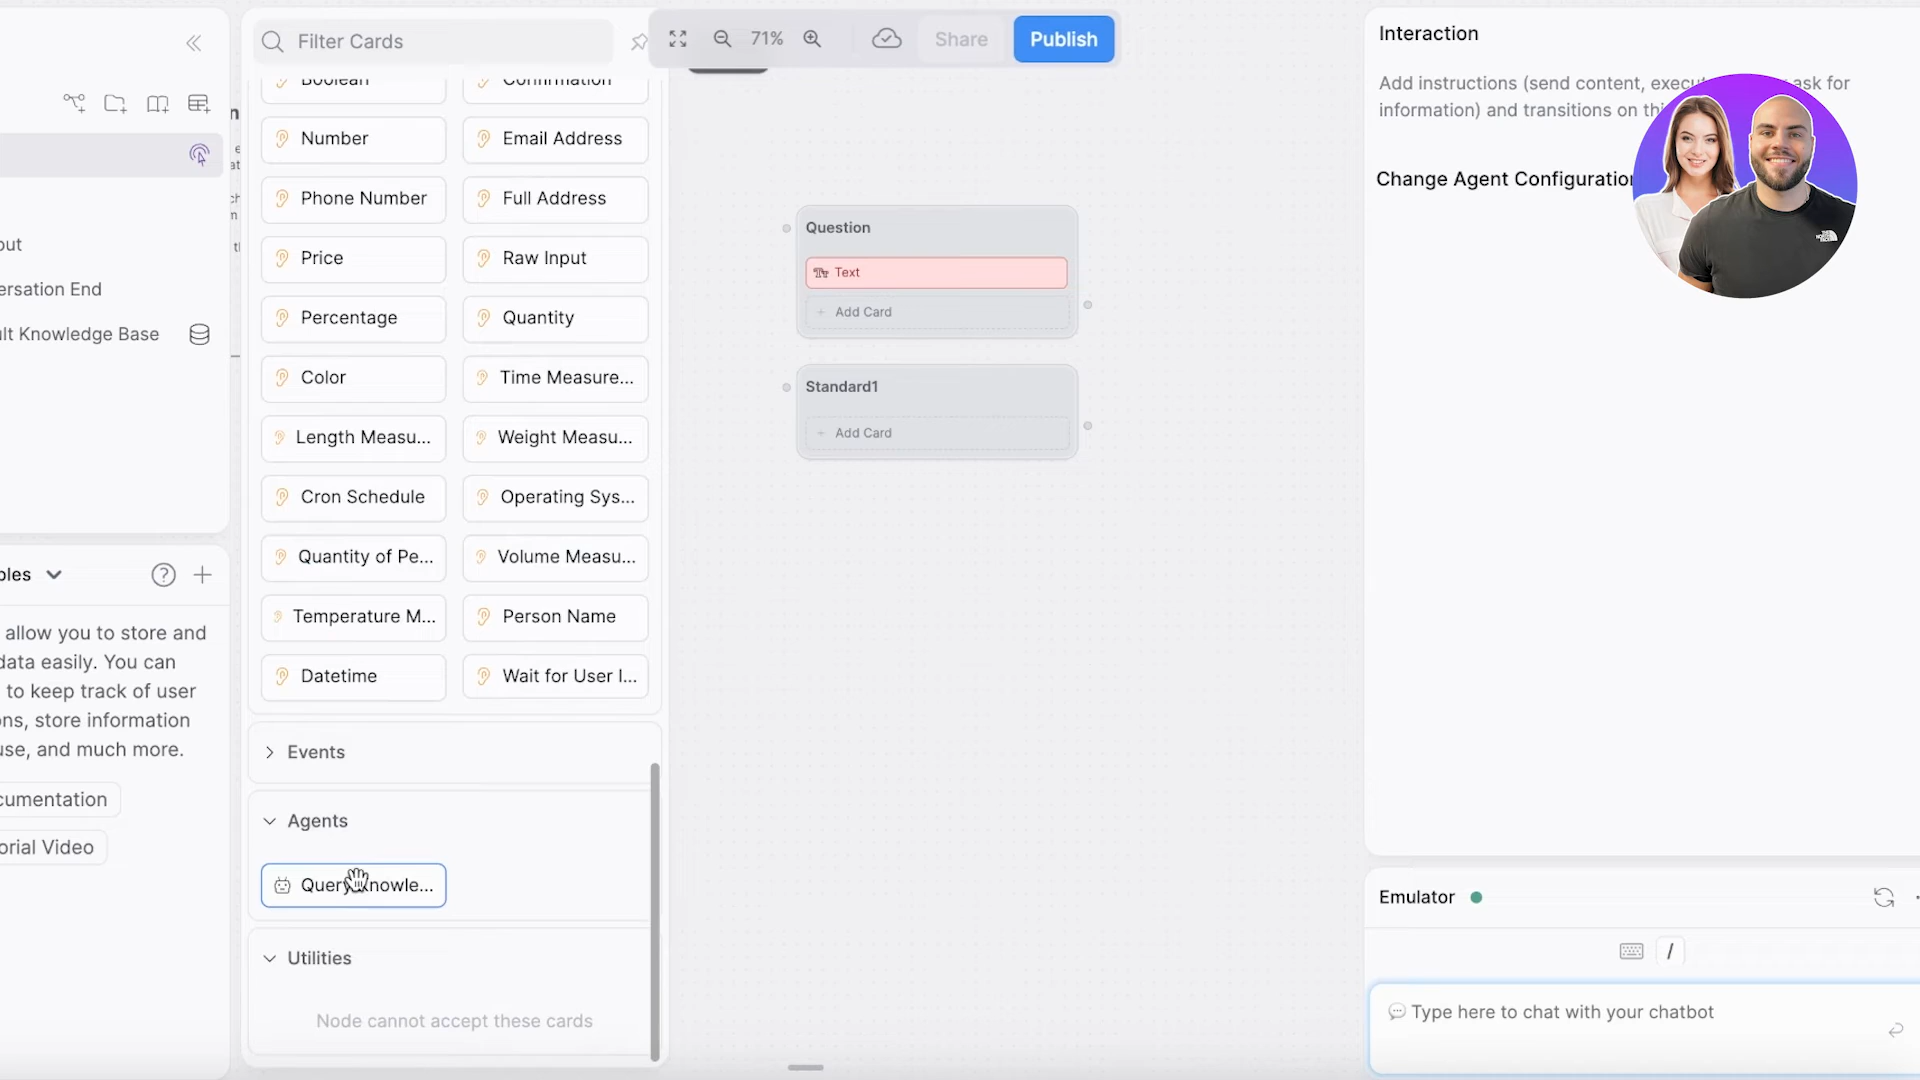 Filter Cards
71%
Share
Publish
Boolean
Confirmation
Number
Email Address
Phone Number
Full Address
Price
Raw Input
Percentage
Quantity
Color
Time Measure...
Length Measu...
Weight Measu...
Cron Schedule
Operating Sys...
Quantity of Pe...
Volume Measu...
Temperature M...
Person Name
Datetime
Wait for User I...
Events
Agents
Query Knowle...
Utilities
Node cannot accept these cards
out
ersation End
ult Knowledge Base
bles
allow you to store and
data easily. You can
to keep track of user
ons, store information
use, and much more.
cumentation
orial Video
Question
Text
Add Card
Standard1
Add Card
Interaction
Add instructions (send content, execu ask for
information) and transitions on th
Change Agent Configuration
Emulator
/
Type here to chat with your chatbot